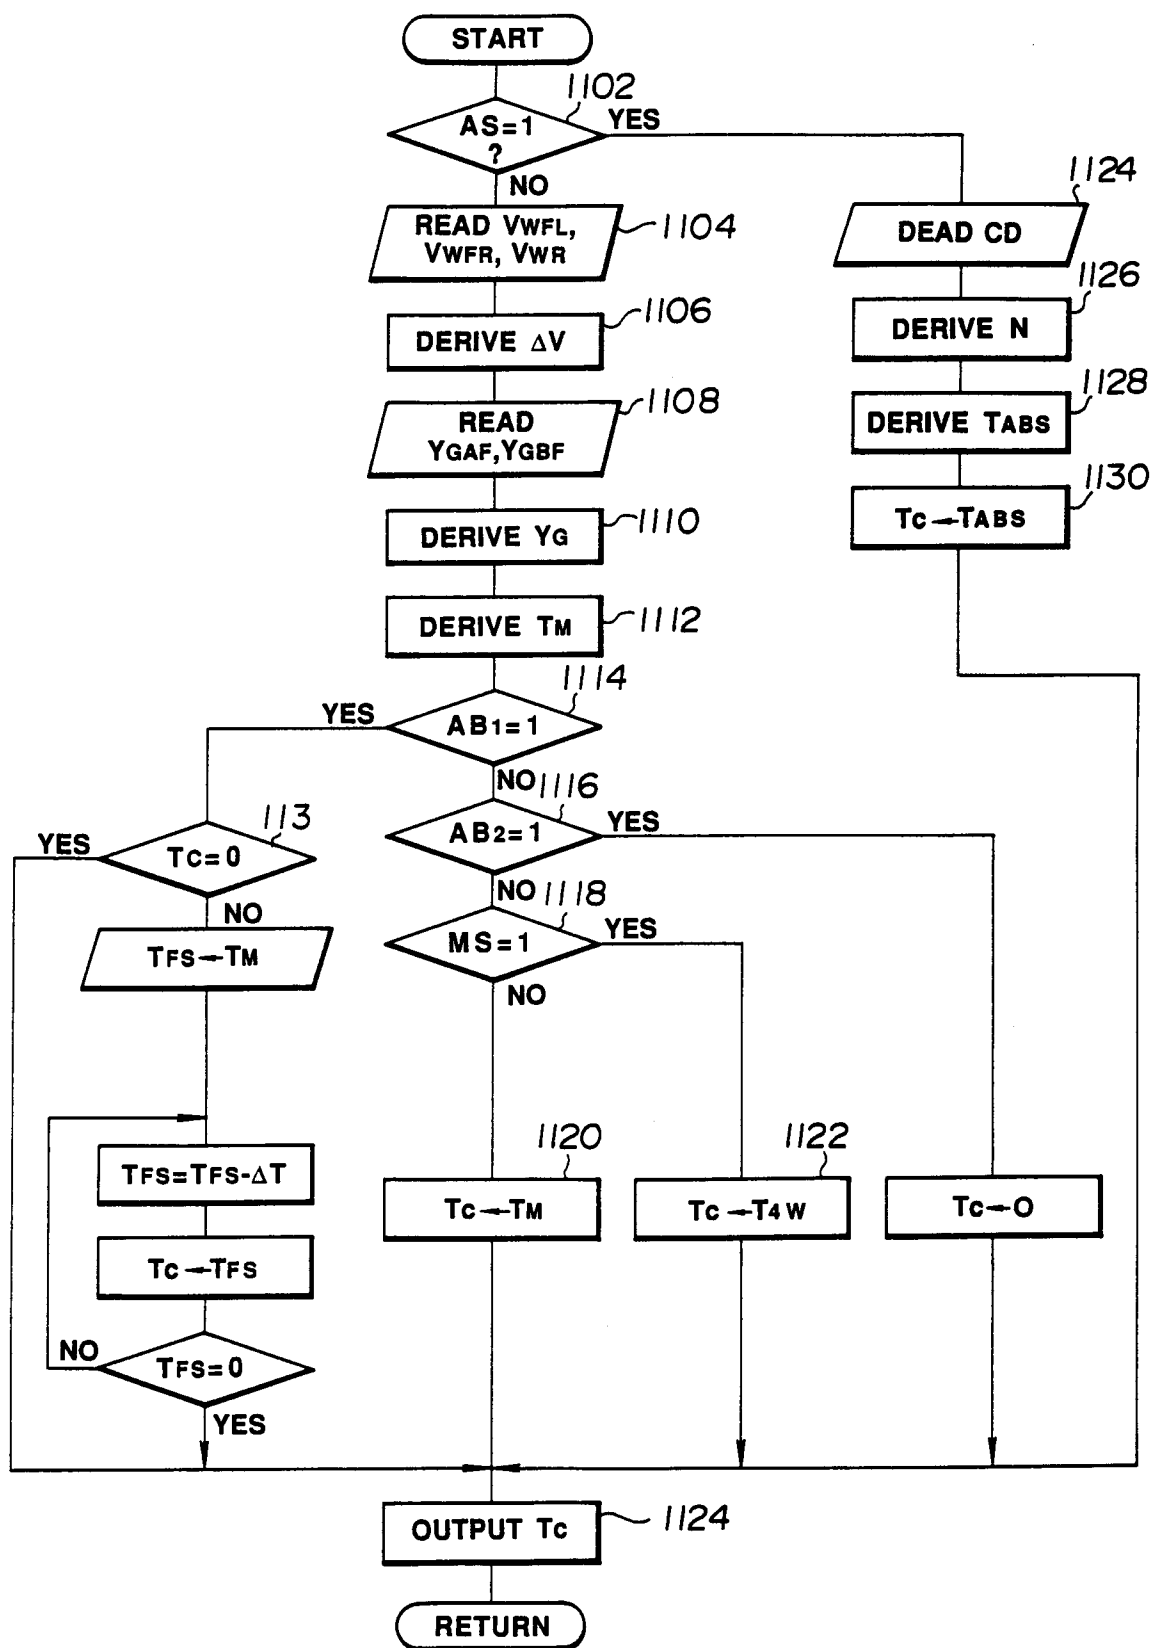 START
1102
AS=1
?
YES
NO
READ VWFL,
VWFR, VWR
1104
1124
DEAD CD
DERIVE ΔV
1106
1126
DERIVE N
READ
YGAF,YGBF
1108
1128
DERIVE TABS
DERIVE YG
1110
1130
TC←TABS
DERIVE TM
1112
1114
YES
AB1=1
NO
1116
113
YES
TC=0
NO
AB2=1
YES
NO
1118
TFS←TM
MS=1
YES
NO
TFS=TFS-ΔT
1120
1122
TC←TM
TC←T4W
TC←O
TC←TFS
NO
TFS=0
YES
OUTPUT TC
1124
RETURN